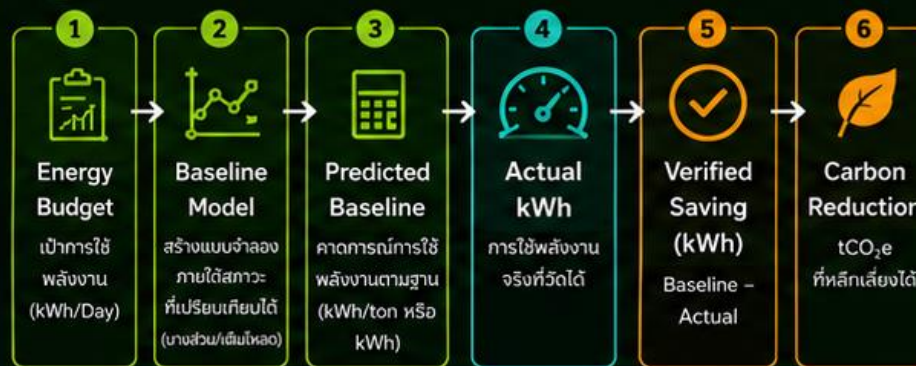 1
Energy
Budget
เป้าการใช้
พลังงาน
(kWh/Day)
2
Baseline
Model
สร้างแบบจำลอง
ภายใต้สภาวะ
ที่เปรียบเทียบได้
(บางส่วน/เต็มโหลด)
3
Predicted
Baseline
คาดการณ์การใช้
พลังงานตามฐาน
(kWh/ton หรือ
kWh)
4
Actual
kWh
การใช้พลังงาน
จริงที่วัดได้
5
Verified
Saving
(kWh)
Baseline –
Actual
6
Carbon
Reduction
tCO₂e
ที่หลีกเลี่ยงได้